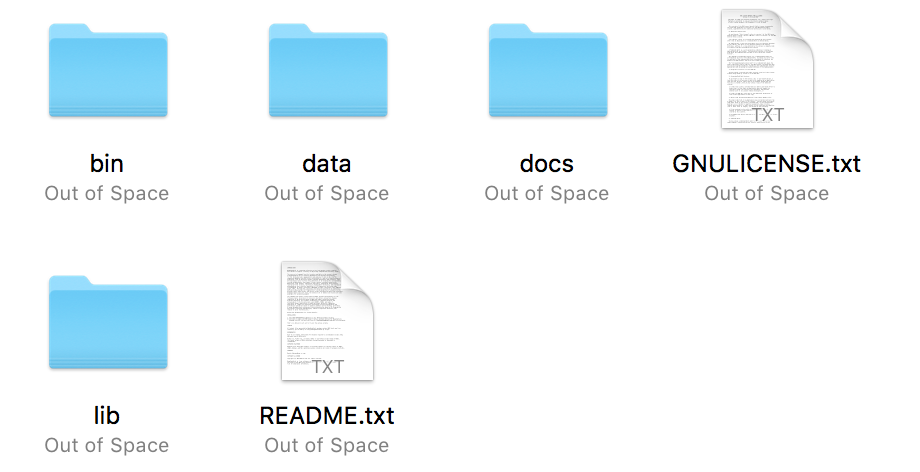 TXT
bin
data
docs
GNULICENSE.txt
Out of Space
Out of Space
Out of Space
Out of Space
TXT
lib
README.txt
Out of Space
Out of Space